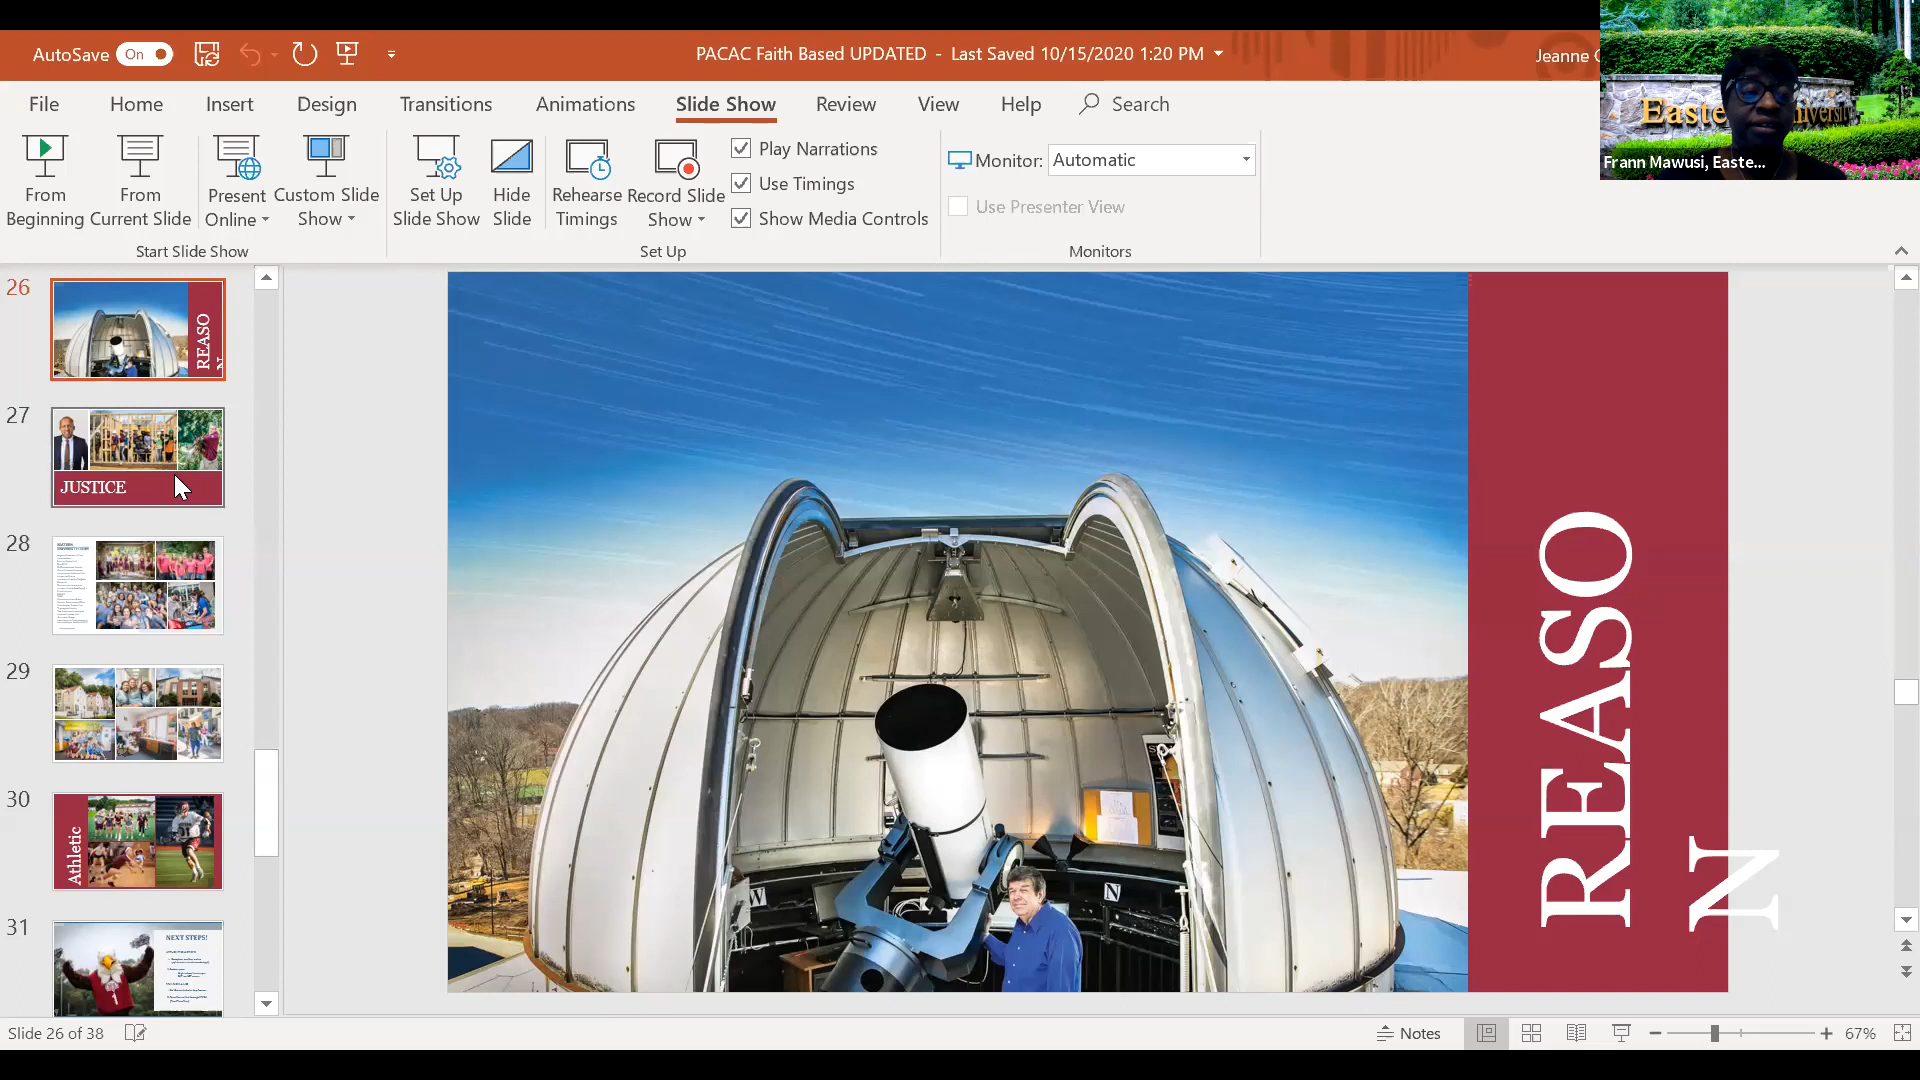 AutoSave On
PACAC Faith Based UPDATED - Last Saved 10/15/2020 1:20 PM
Jeanne
File Home Insert Design Transitions Animations Slide Show Review View Help Search
From Beginning
From Current Slide
Present Online
Custom Slide Show
Set Up Slide Show
Hide Slide
Rehearse Timings
Record Slide Show
Play Narrations
Use Timings
Show Media Controls
Monitor: Automatic
Use Presenter View
Start Slide Show
Set Up
Monitors
Frann Mawusi, Easte...
26
REASO
N
27
JUSTICE
28
29
30
Athletic
31
NEXT STEPS!
1
REASO
N
W
N
Slide 26 of 38
Notes
67%